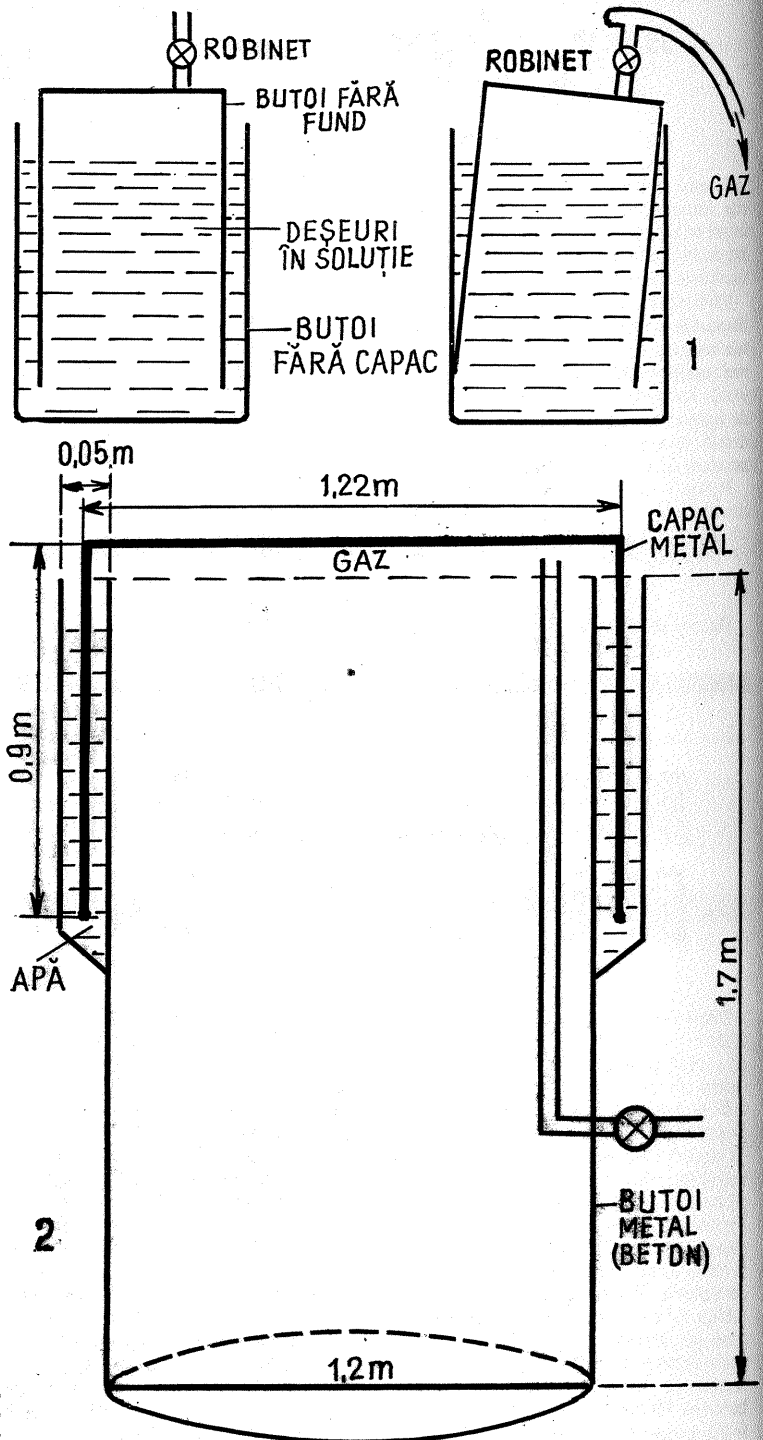 ROBINET
BUTOI FĂRĂ
FUND
DEȘEURI
ÎN SOLUȚIE
BUTOI
FĂRĂ CAPAC
ROBINET
GAZ
1
0,05m
1,22m
CAPAC
METAL
GAZ
0,9m
APĂ
1,7m
2
BUTOI
METAL
(BETON)
1,2m